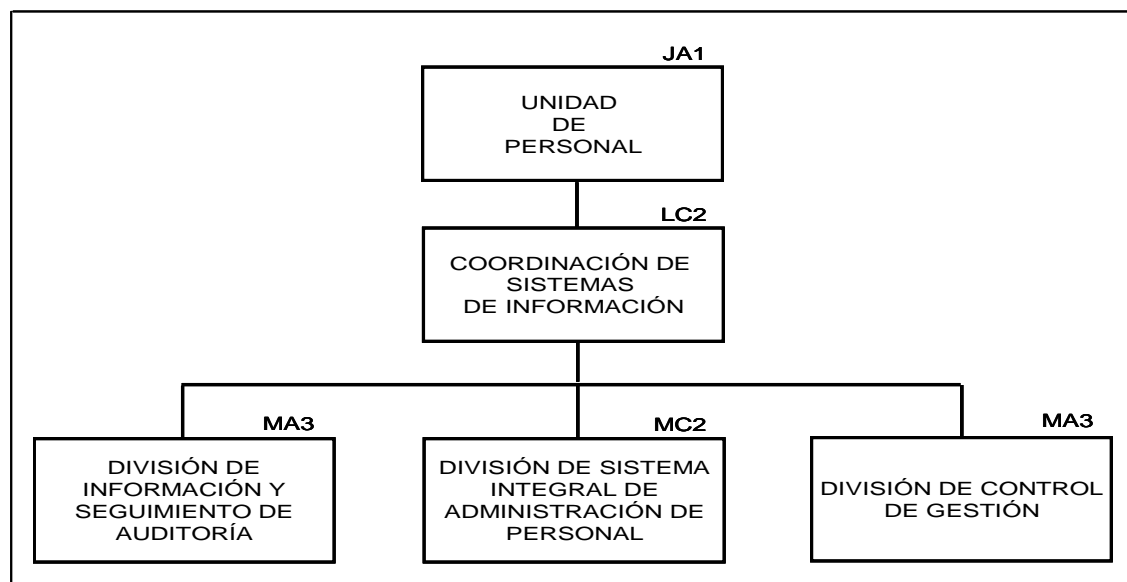 JA1
UNIDAD
DE
PERSONAL
LC2
COORDINACIÓN DE
SISTEMAS
DE INFORMACIÓN
MA3
DIVISIÓN DE
INFORMACIÓN Y
SEGUIMIENTO DE
AUDITORÍA
MC2
DIVISIÓN DE SISTEMA
INTEGRAL DE
ADMINISTRACIÓN DE
PERSONAL
MA3
DIVISIÓN DE CONTROL
DE GESTIÓN